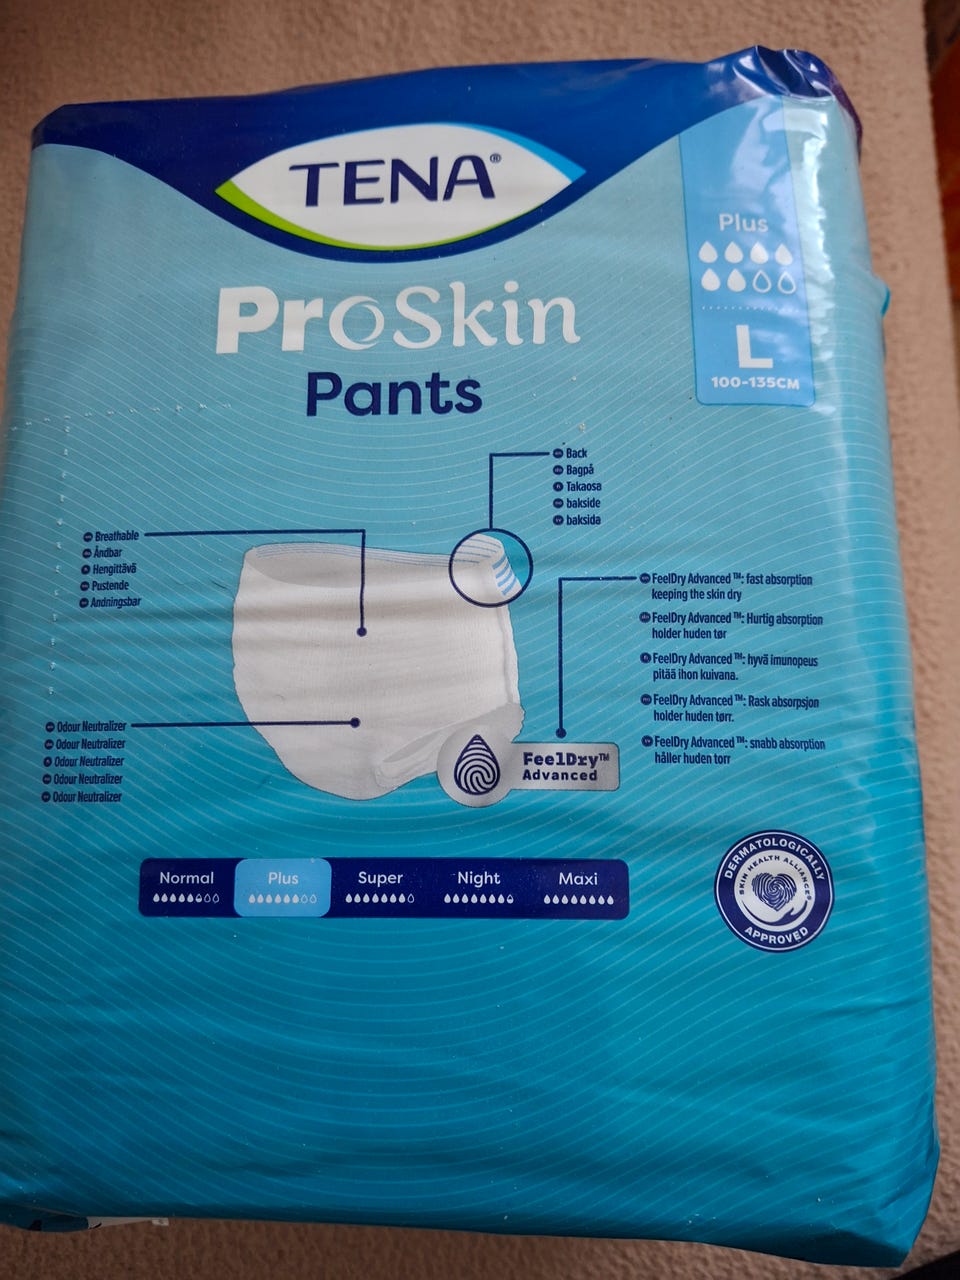 TENA®
Plus
L
100-135CM
ProSkin
Pants
Back
Bagpå
Takaosa
bakside
baksida
Breathable
Åndbar
Hengittävä
Pustende
Andningsbar
FeelDry Advanced™: fast absorption
keeping the skin dry
FeelDry Advanced™: Hurtig absorption
holder huden tør
FeelDry Advanced™: hyvä imunopeus
pitää ihon kuivana.
FeelDry Advanced™: Rask absorpsjon
holder huden tørr.
FeelDry Advanced™: snabb absorption
håller huden torr
Odour Neutralizer
Odour Neutralizer
Odour Neutralizer
Odour Neutralizer
Odour Neutralizer
FeelDry™
Advanced
Normal Plus Super Night Maxi
DERMATOLOGICALLY
SKIN HEALTH ALLIANCE®
APPROVED